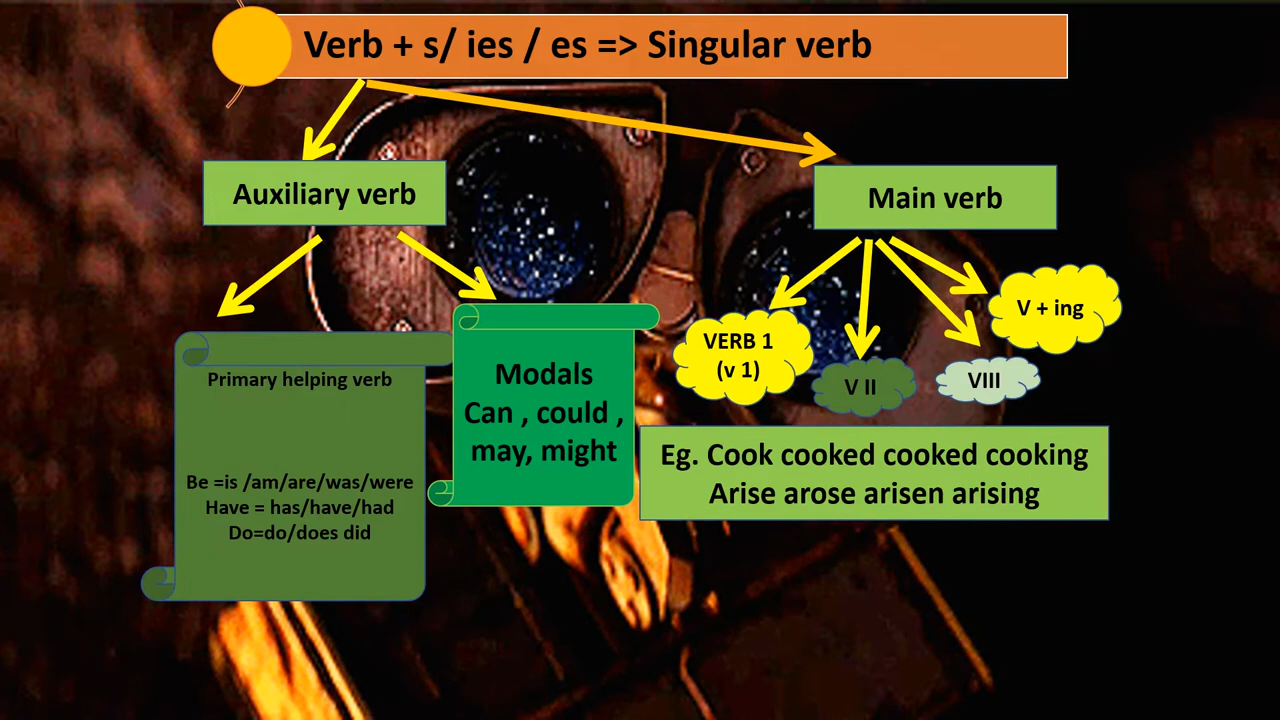 Verb + s/ ies / es => Singular verb
Auxiliary verb
Main verb
Primary helping verb
Be =is /am/are/was/were
Have = has/have/had
Do=do/does did
Modals
Can , could ,
may, might
VERB 1
(v 1)
V II
VIII
V + ing
Eg. Cook cooked cooked cooking
Arise arose arisen arising